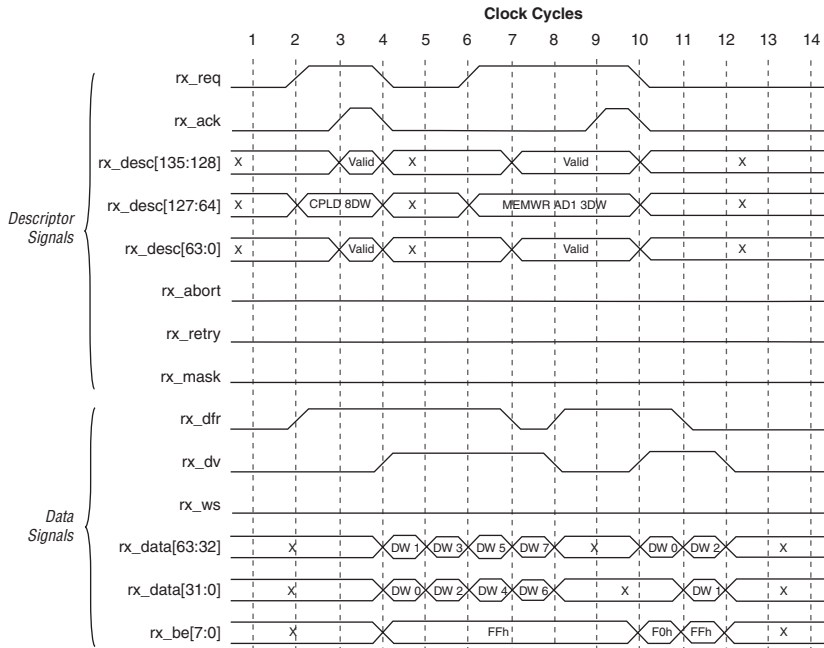 Clock Cycles
1 2 3 4 5 6 7 8 9 10 11 12 13 14
Descriptor
Signals
rx_req
rx_ack
rx_desc[135:128] X Valid X Valid X
rx_desc[127:64] X CPLD 8DW X MEMWR AD1 3DW X
rx_desc[63:0] X Valid X Valid X
rx_abort
rx_retry
rx_mask
Data
Signals
rx_dfr
rx_dv
rx_ws
rx_data[63:32] X DW 1 DW 3 DW 5 DW 7 X DW 0 DW 2 X
rx_data[31:0] X DW 0 DW 2 DW 4 DW 6 X DW 1 X
rx_be[7:0] X FFh F0h FFh X